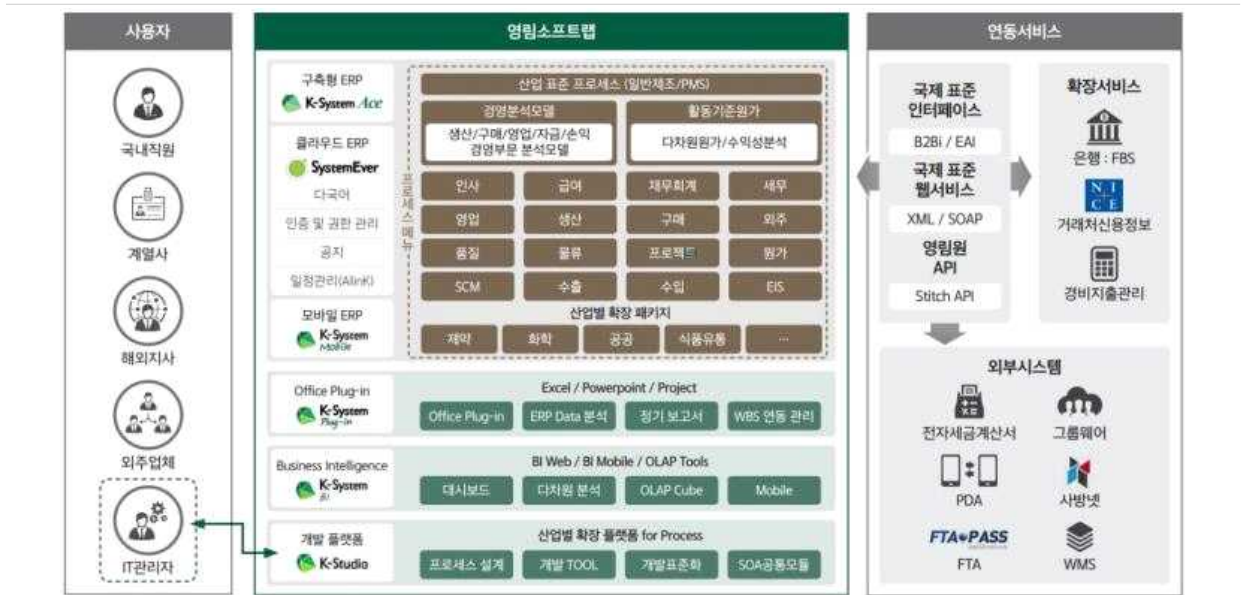 사용자
국내직원
계열사
해외지사
외주업체
IT관리자
영림소프트랩
구축형 ERP
K-System Ace
클라우드 ERP
SystemEver
다국어
인증 및 권한 관리
공지
일정관리(Alink)
모바일 ERP
K-System
Mobile
프로세스 메뉴
산업 표준 프로세스 (일반제조/PMS)
경영분석모델
생산/구매/영업/자금/손익
경영부문 분석모델
활동기준원가
다차원원가/수익성분석
인사 급여 재무회계 세무
영업 생산 구매 외주
품질 물류 프로젝트 원가
SCM 수출 수입 EIS
산업별 확장 패키지
제약 화학 공공 식품유통 ...
Office Plug-in
K-System
Plug-in
Excel / Powerpoint / Project
Office Plug-in ERP Data 분석 정기 보고서 WBS 연동 관리
Business Intelligence
K-System
BI
BI Web / BI Mobile / OLAP Tools
대시보드 다차원 분석 OLAP Cube Mobile
개발 플랫폼
K-Studio
산업별 확장 플랫폼 for Process
프로세스 설계 개발 TOOL 개발표준화 SOA공통모듈
연동서비스
국제 표준
인터페이스
B2Bi / EAI
국제 표준
웹서비스
XML / SOAP
영림원
API
Stitch API
확장서비스
은행 : FBS
NICE
거래처신용정보
경비지출관리
외부시스템
전자세금계산서
그룹웨어
PDA
사방넷
FTA PASS
FTA
WMS